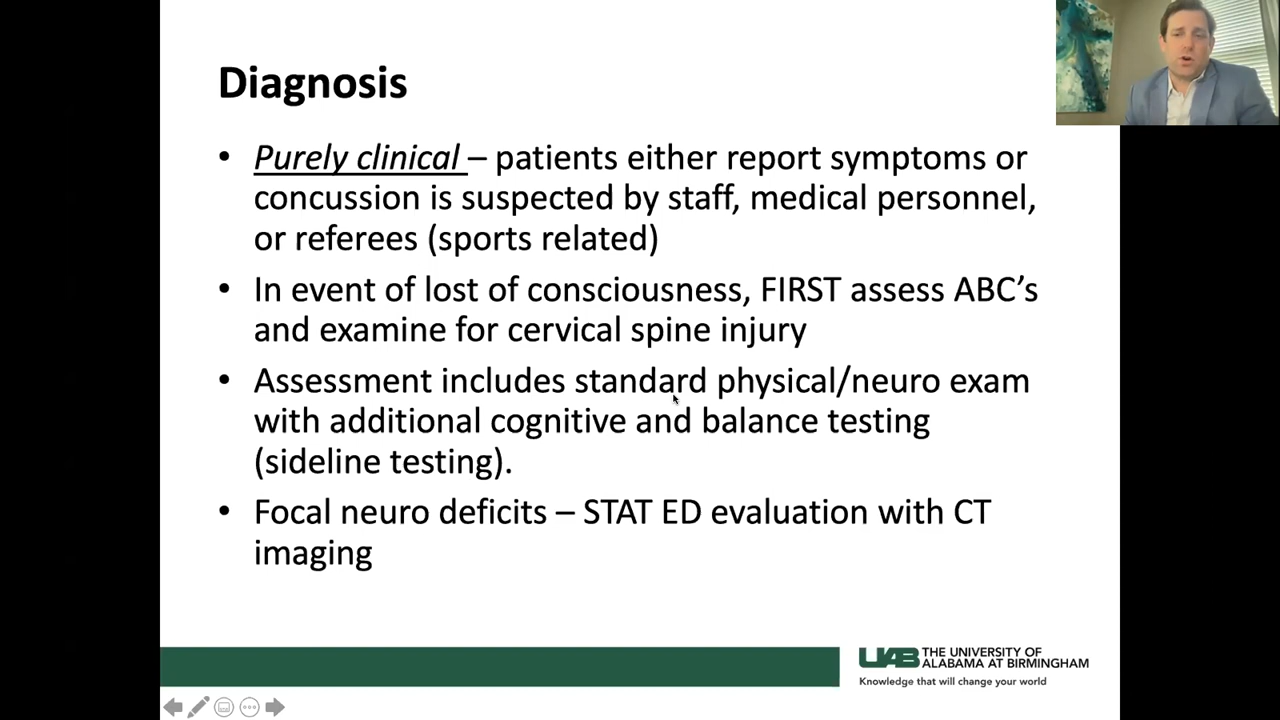 Diagnosis
• Purely clinical – patients either report symptoms or
concussion is suspected by staff, medical personnel,
or referees (sports related)
• In event of lost of consciousness, FIRST assess ABC’s
and examine for cervical spine injury
• Assessment includes standard physical/neuro exam
with additional cognitive and balance testing
(sideline testing).
• Focal neuro deficits – STAT ED evaluation with CT
imaging
UAB THE UNIVERSITY OF
ALABAMA AT BIRMINGHAM
Knowledge that will change your world